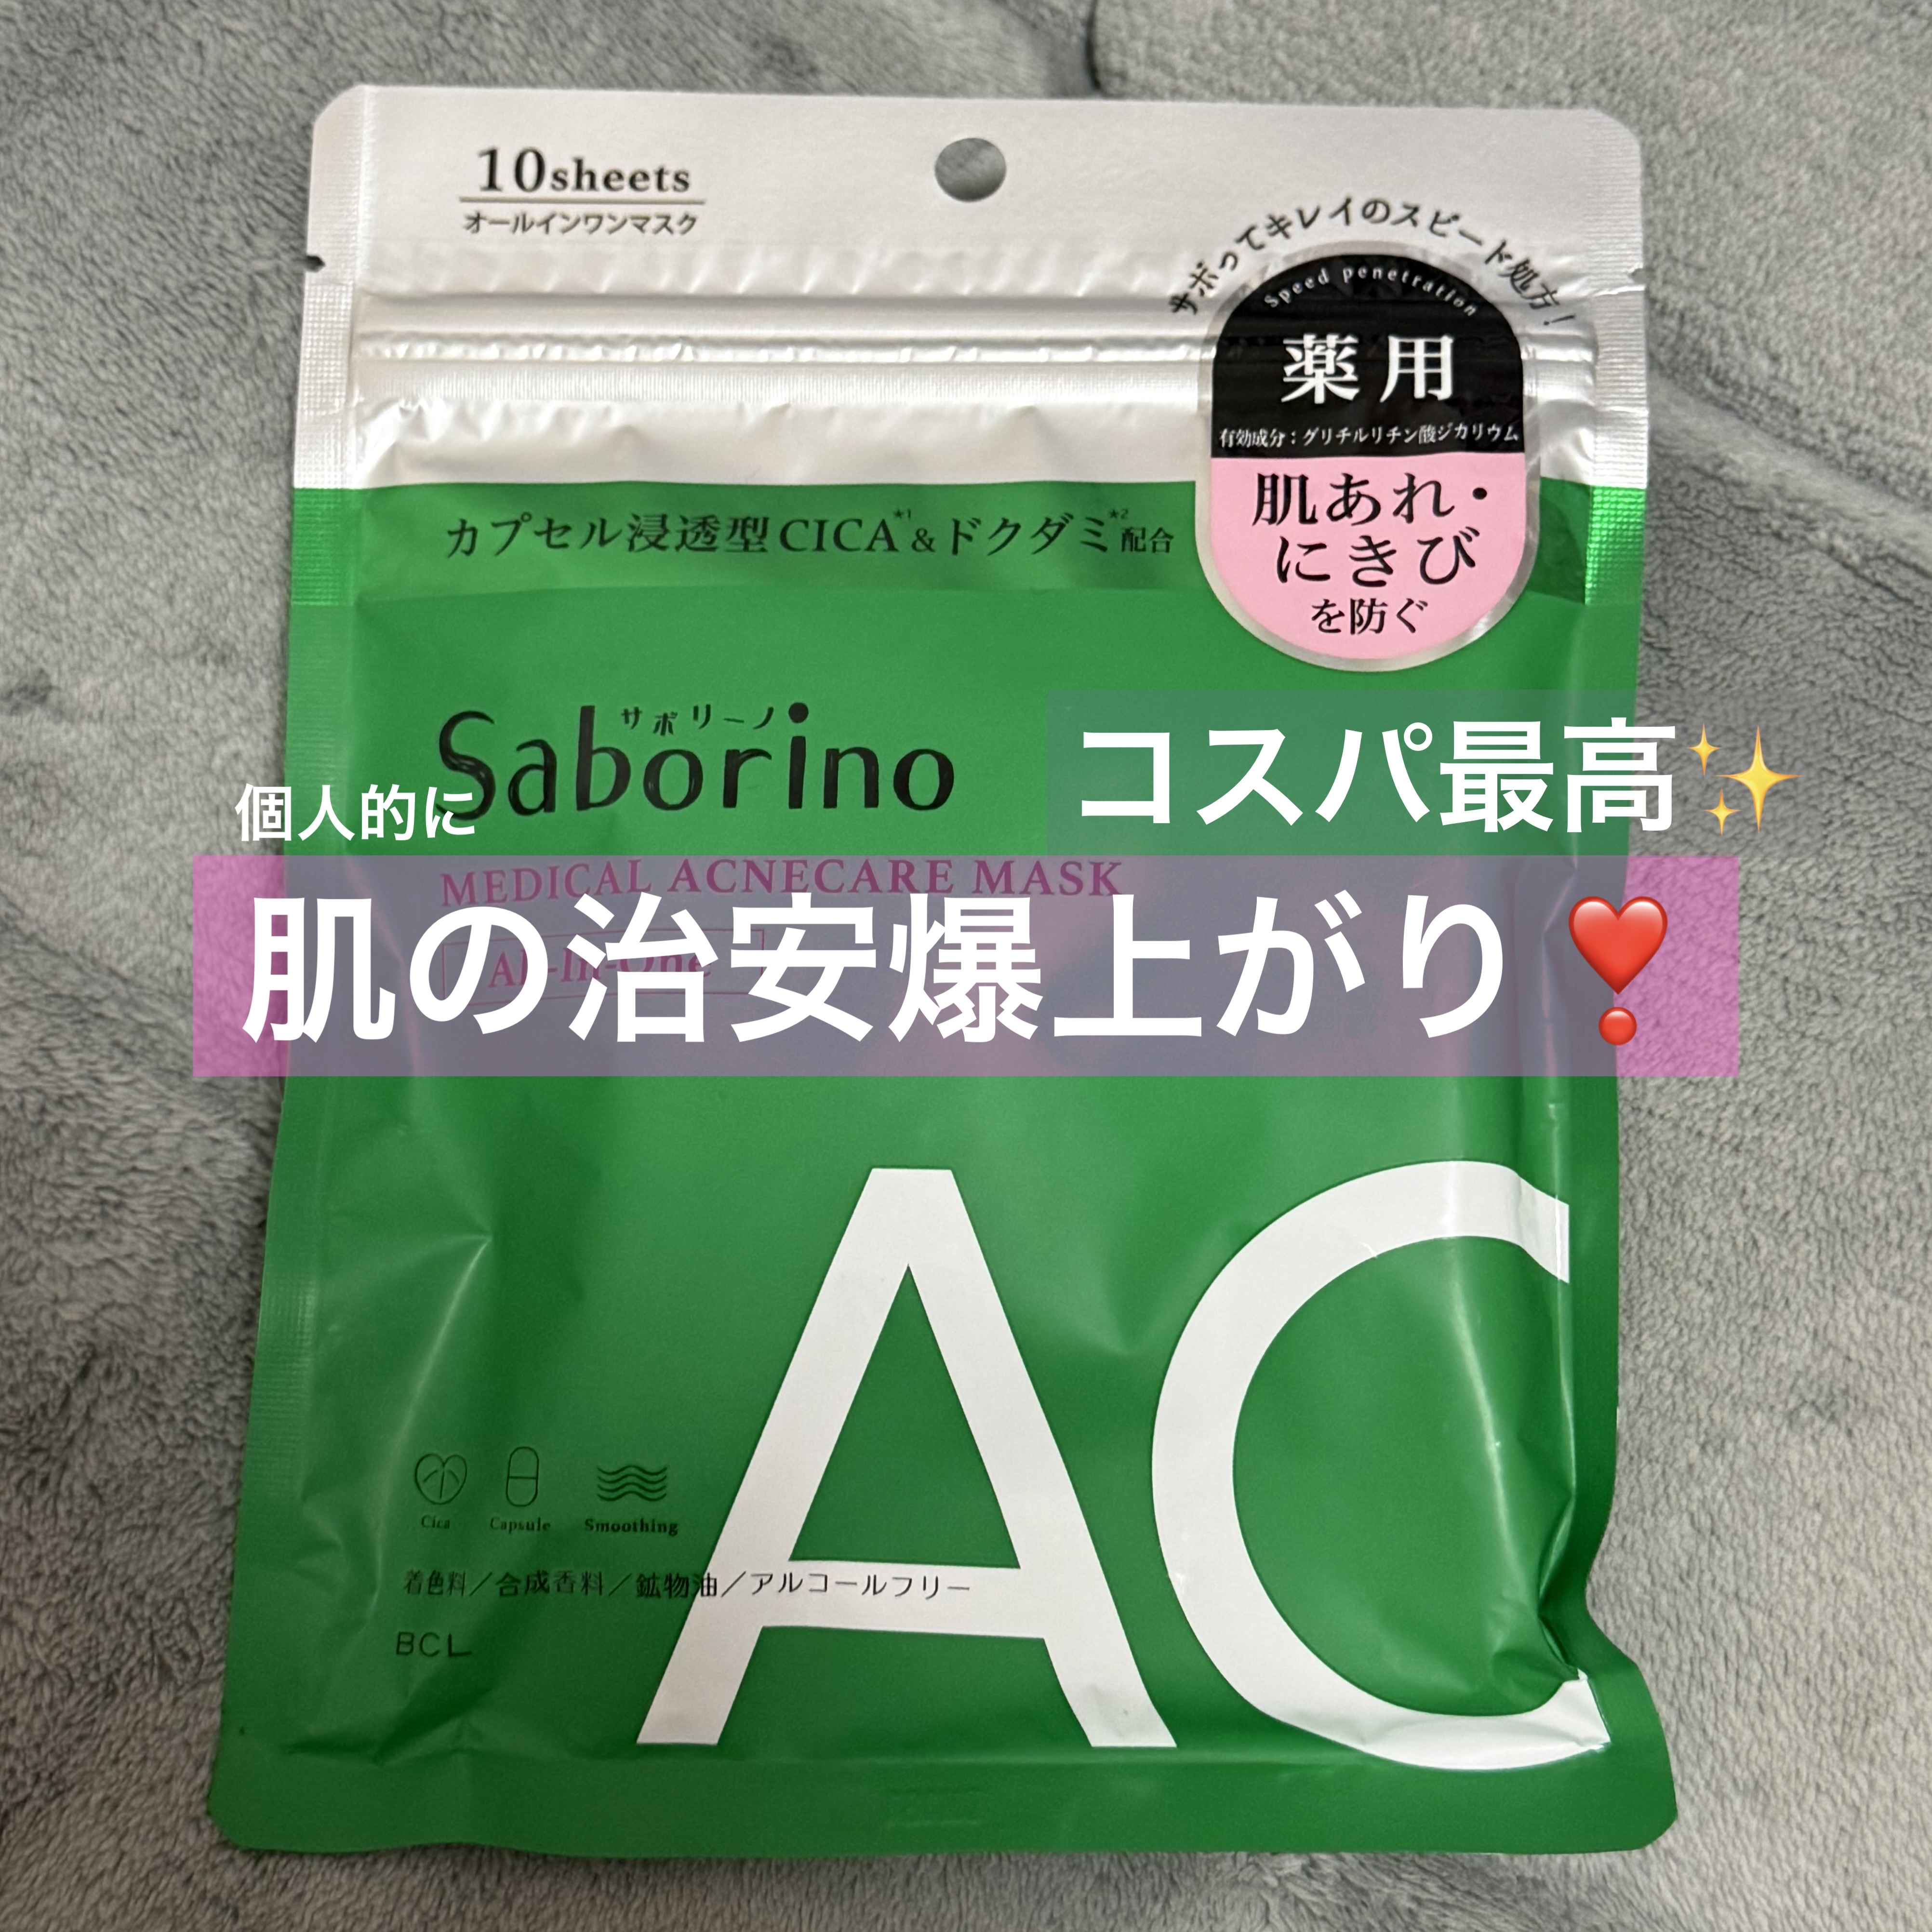 10sheets
オールインワンマスク
サボってキレイのスピード処方！
Speed penetration
薬用
有効成分：グリチルリチン酸ジカリウム
肌あれ・
にきび
を防ぐ
カプセル浸透型CICA*1&ドクダミ*2配合
サボリーノ
Saborino
コスパ最高✨
個人的に
MEDICAL ACNECARE MASK
肌の治安爆上がり❣️
All-in-One
AC
Cica Capsule Smoothing
着色料／合成香料／鉱物油／アルコールフリー
BCL